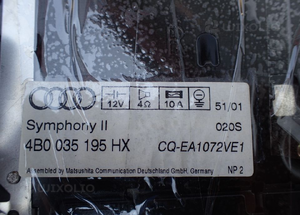 12V 4Ω 10A 51/01
Symphony II 020S
4B0 035 195 HX CQ-EA1072VE1
Assembled by Matsushita Communication Deutschland GmbH, Germany NP 2